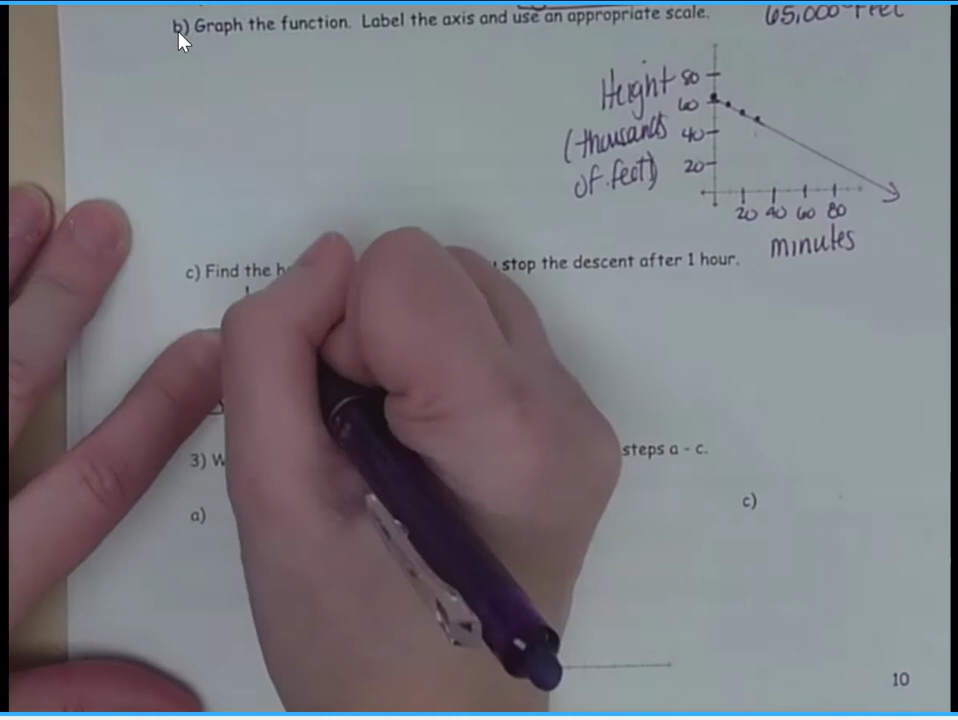 b) Graph the function. Label the axis and use an appropriate scale.
65,000 feet
Height
(thousands
of feet)
80
60
40
20
20 40 60 80
minutes
c) Find the
stop the descent after 1 hour.
3)
steps a - c.
a)
c)
10